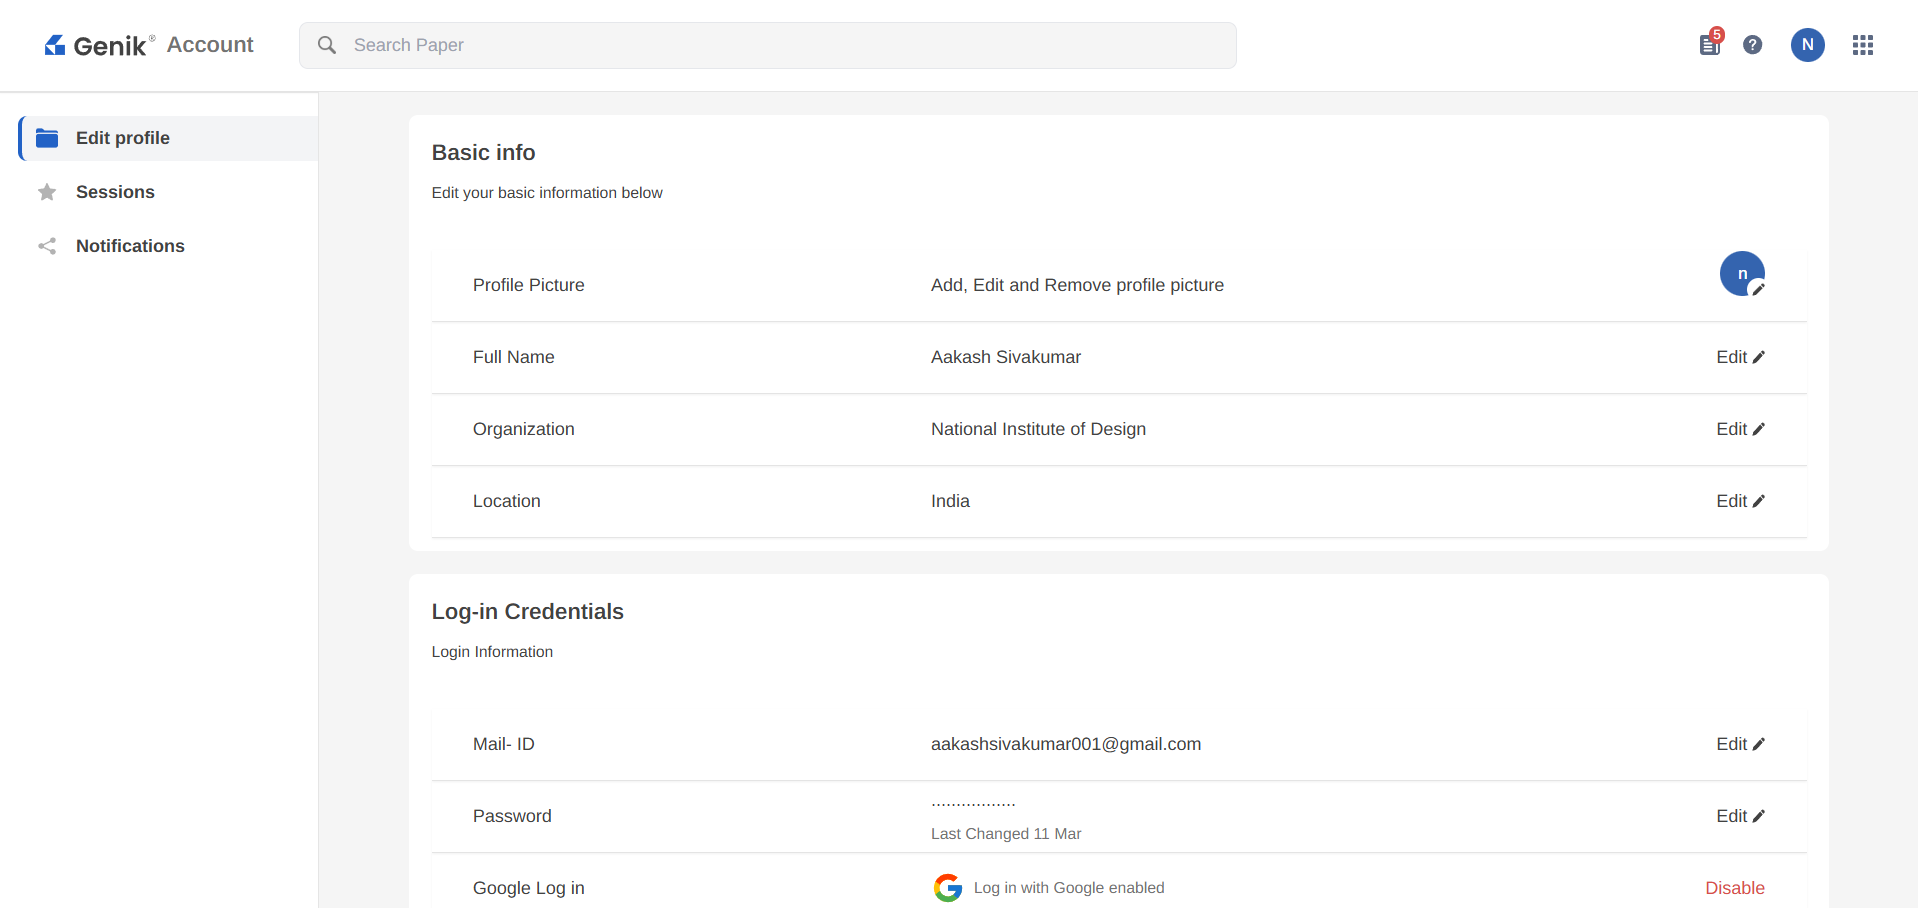 Genik® Account
Search Paper
5
?
N
Edit profile
Sessions
Notifications
Basic info
Edit your basic information below
Profile Picture Add, Edit and Remove profile picture n
Full Name Aakash Sivakumar Edit
Organization National Institute of Design Edit
Location India Edit
Log-in Credentials
Login Information
Mail- ID aakashsivakumar001@gmail.com Edit
Password ................. Edit
Last Changed 11 Mar
Google Log in G Log in with Google enabled Disable